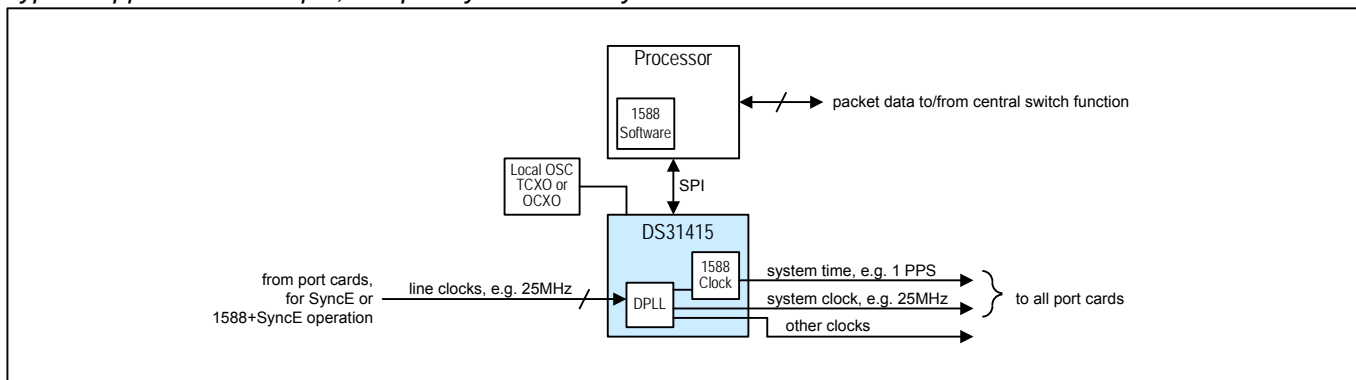 Processor
1588
Software
packet data to/from central switch function
Local OSC
TCXO or
OCXO
SPI
DS31415
1588
Clock
system time, e.g. 1 PPS
from port cards,
for SyncE or
1588+SyncE operation
line clocks, e.g. 25MHz
DPLL
system clock, e.g. 25MHz
to all port cards
other clocks